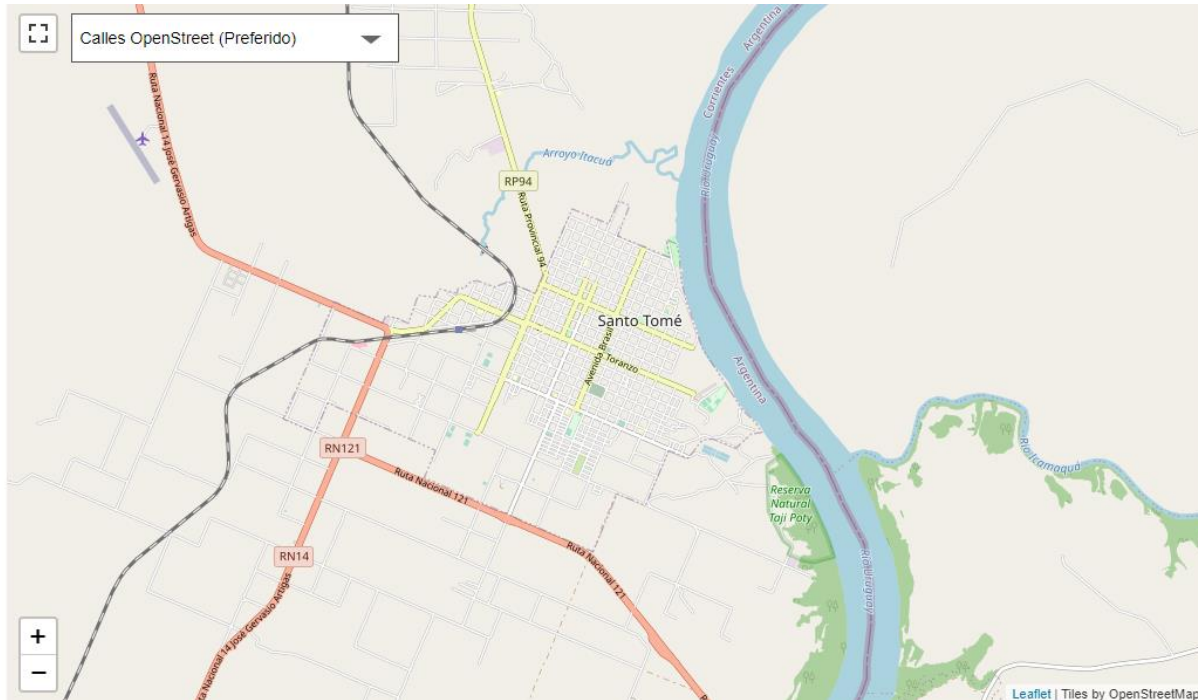 Calles OpenStreet (Preferido)
Ruta Nacional 14 José Gervasio Artigas
Argentina
Corrientes
Río Uruguay
Arroyo Itacuá
RP94
Ruta Provincial 94
Santo Tomé
Avenida Brasil
Toranzo
Argentina
RN121
Ruta Nacional 121
Río Icamaquã
Reserva
Natural
Taji Poty
RN14
Ruta Nacional 121
Río Uruguay
Ruta Nacional 14 José Gervasio Artigas
+
−
Leaflet | Tiles by OpenStreetMap